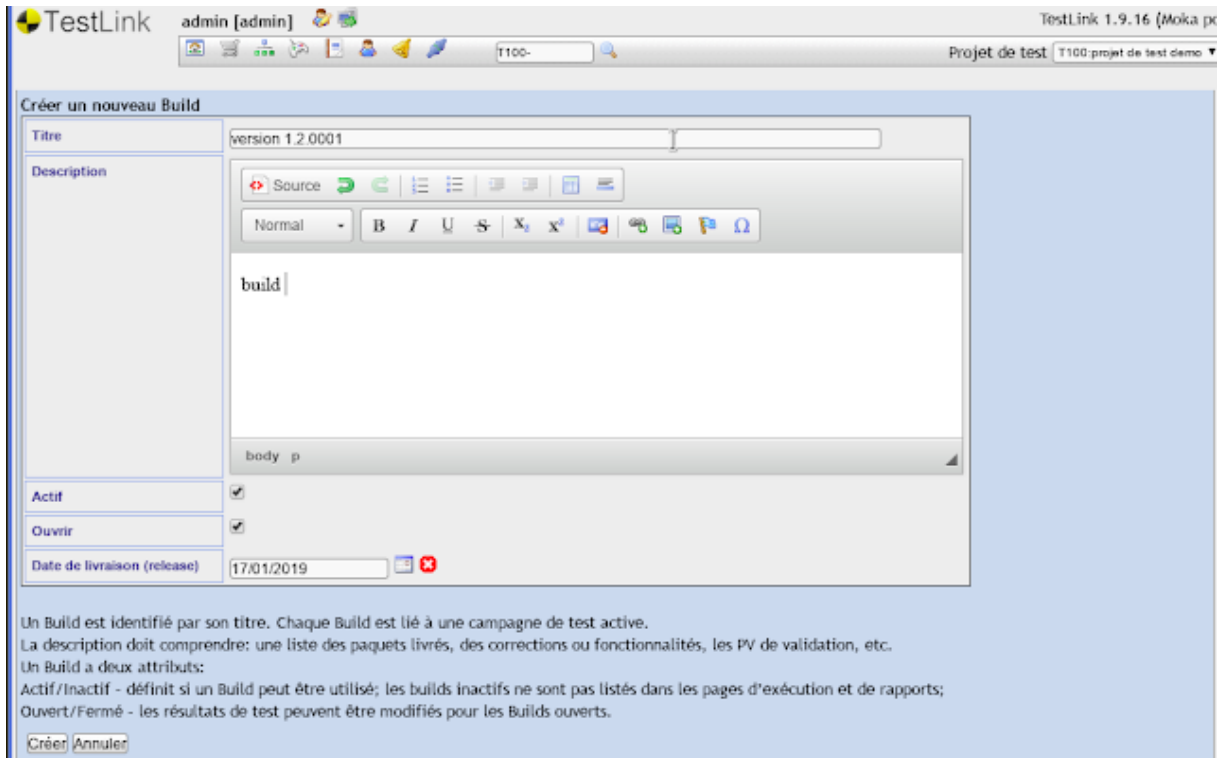 TestLink admin [admin] TestLink 1.9.16 (Moka po
T100- Projet de test T100:projet de test demo
Créer un nouveau Build
Titre version 1.2.0001
Description
Source
Normal B I U S X₂ X² Ω
build
body p
Actif
Ouvrir
Date de livraison (release) 17/01/2019
Un Build est identifié par son titre. Chaque Build est lié à une campagne de test active.
La description doit comprendre: une liste des paquets livrés, des corrections ou fonctionnalités, les PV de validation, etc.
Un Build a deux attributs:
Actif/Inactif - définit si un Build peut être utilisé; les builds inactifs ne sont pas listés dans les pages d'exécution et de rapports;
Ouvert/Fermé - les résultats de test peuvent être modifiés pour les Builds ouverts.
Créer Annuler